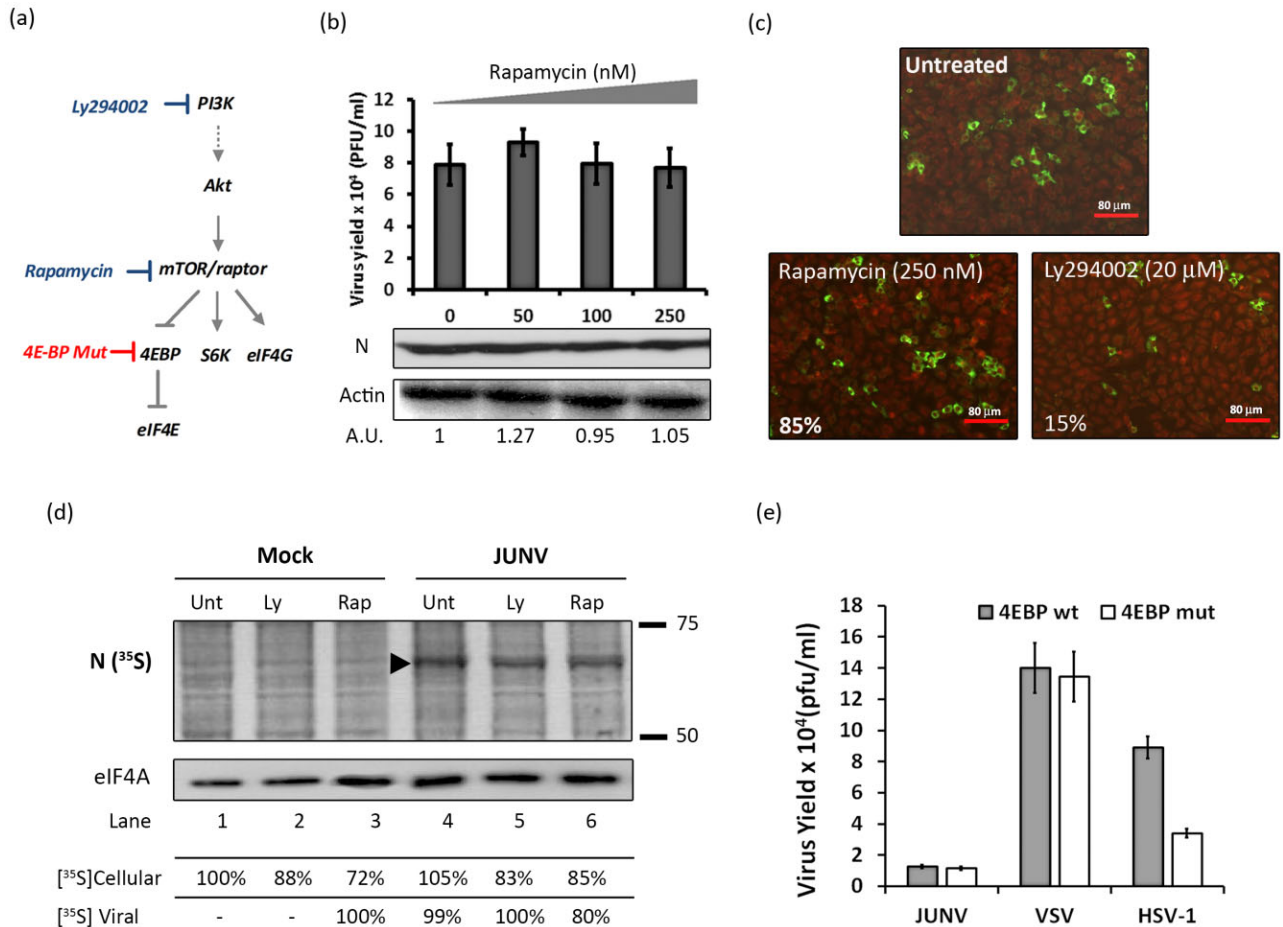 (a)
Ly294002
PI3K
Akt
Rapamycin
mTOR/raptor
4E-BP Mut
4EBP
S6K
eIF4G
eIF4E
(b)
Rapamycin (nM)
Virus yield x 10⁴ (PFU/ml)
12
10
8
6
4
2
0
0 50 100 250
N
Actin
A.U. 1 1.27 0.95 1.05
(c)
Untreated
80 µm
Rapamycin (250 nM)
85%
80 µm
Ly294002 (20 µM)
15%
80 µm
(d)
Mock JUNV
Unt Ly Rap Unt Ly Rap
75
N (³⁵S)
50
eIF4A
Lane 1 2 3 4 5 6
[³⁵S]Cellular 100% 88% 72% 105% 83% 85%
[³⁵S] Viral - - 100% 99% 100% 80%
(e)
Virus Yield x 10⁴(pfu/ml)
18
16
14
12
10
8
6
4
2
0
4EBP wt 4EBP mut
JUNV VSV HSV-1